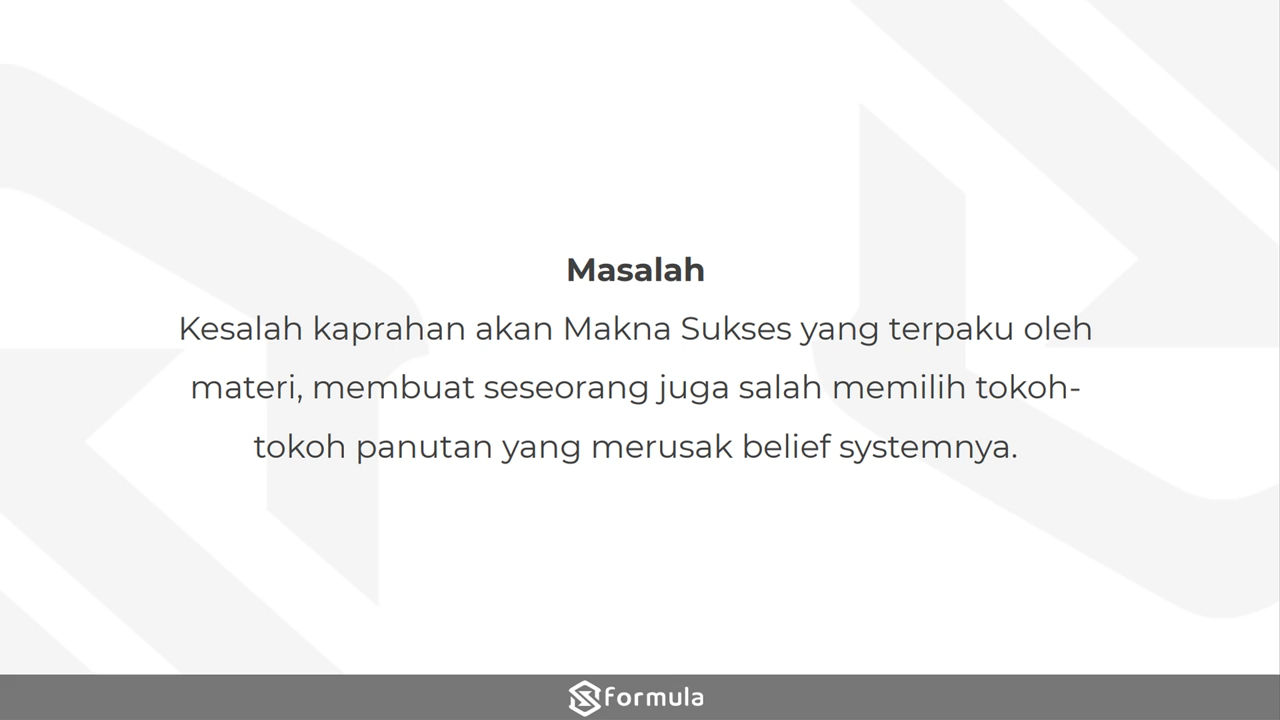 Masalah
Kesalah kaprahan akan Makna Sukses yang terpaku oleh
materi, membuat seseorang juga salah memilih tokoh-
tokoh panutan yang merusak belief systemnya.
formula